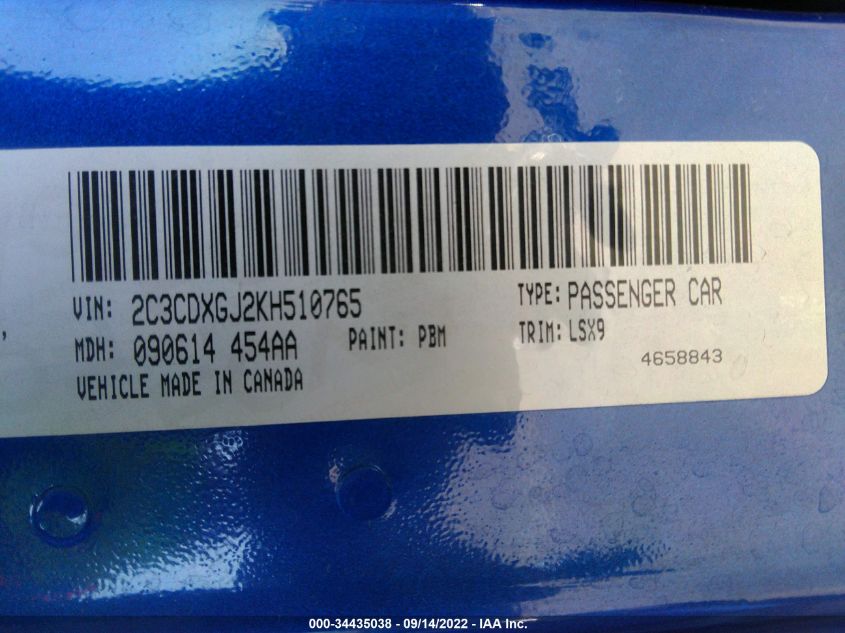 VIN: 2C3CDXGJ2KH510765 TYPE: PASSENGER CAR
MDH: 090614 454AA PAINT: PBM TRIM: LSX9
4658843
VEHICLE MADE IN CANADA
000-34435038 - 09/14/2022 - IAA Inc.